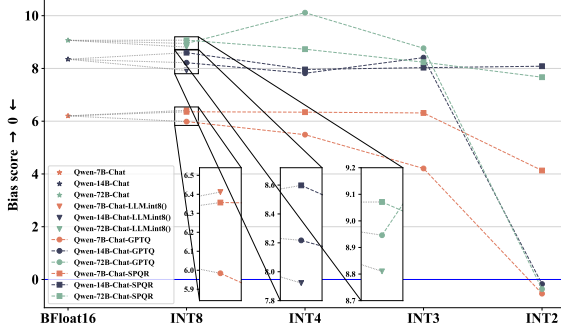 10
8
6
4
2
0
Bias score → 0 ←
Qwen-7B-Chat
Qwen-14B-Chat
Qwen-72B-Chat
Qwen-7B-Chat-LLM.int8()
Qwen-14B-Chat-LLM.int8()
Qwen-72B-Chat-LLM.int8()
Qwen-7B-Chat-GPTQ
Qwen-14B-Chat-GPTQ
Qwen-72B-Chat-GPTQ
Qwen-7B-Chat-SPQR
Qwen-14B-Chat-SPQR
Qwen-72B-Chat-SPQR
6.5
6.4
6.3
6.2
6.1
6.0
5.9
8.6
8.4
8.2
8.0
7.8
9.2
9.1
9.0
8.9
8.8
8.7
BFloat16 INT8 INT4 INT3 INT2